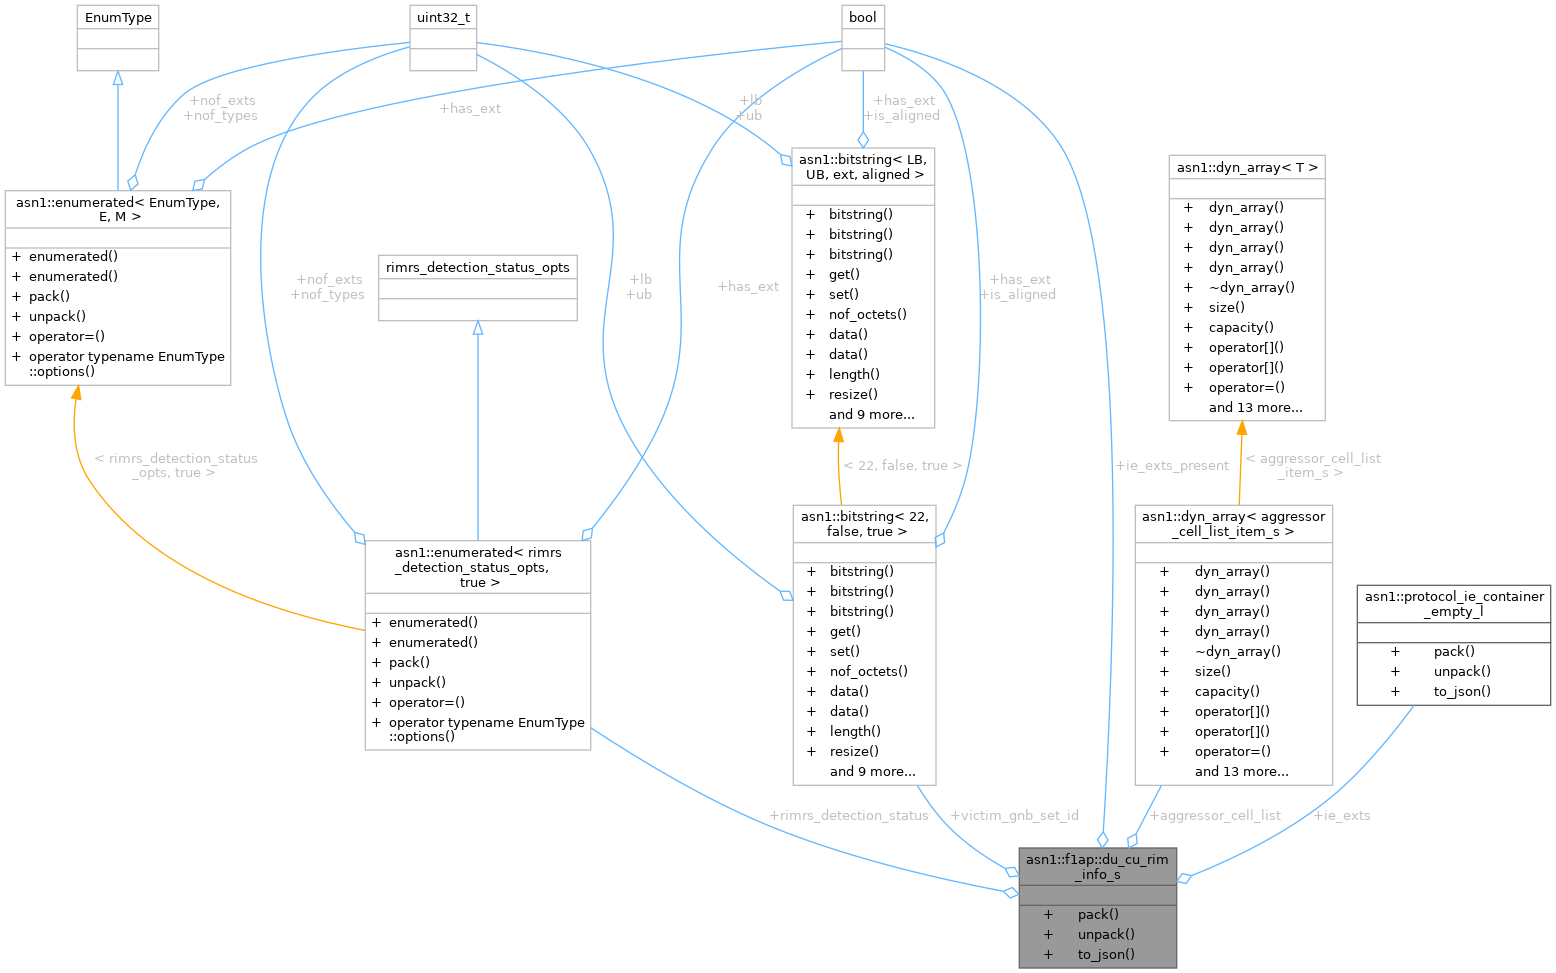 EnumType
uint32_t
bool
+nof_exts
+nof_types
+has_ext
+lb
+ub
+has_ext
+is_aligned
asn1::bitstring< LB,
UB, ext, aligned >
+ bitstring()
+ bitstring()
+ bitstring()
+ get()
+ set()
+ nof_octets()
+ data()
+ data()
+ length()
+ resize()
and 9 more...
asn1::dyn_array< T >
+ dyn_array()
+ dyn_array()
+ dyn_array()
+ dyn_array()
+ ~dyn_array()
+ size()
+ capacity()
+ operator[]()
+ operator[]()
+ operator=()
and 13 more...
asn1::enumerated< EnumType,
E, M >
+ enumerated()
+ enumerated()
+ pack()
+ unpack()
+ operator=()
+ operator typename EnumType
::options()
rimrs_detection_status_opts
+nof_exts
+nof_types
+lb
+ub
+has_ext
+has_ext
+is_aligned
< rimrs_detection_status
_opts, true >
< 22, false, true >
+ie_exts_present
< aggressor_cell_list
_item_s >
asn1::enumerated< rimrs
_detection_status_opts,
true >
+ enumerated()
+ enumerated()
+ pack()
+ unpack()
+ operator=()
+ operator typename EnumType
::options()
asn1::bitstring< 22,
false, true >
+ bitstring()
+ bitstring()
+ bitstring()
+ get()
+ set()
+ nof_octets()
+ data()
+ data()
+ length()
+ resize()
and 9 more...
asn1::dyn_array< aggressor
_cell_list_item_s >
+ dyn_array()
+ dyn_array()
+ dyn_array()
+ dyn_array()
+ ~dyn_array()
+ size()
+ capacity()
+ operator[]()
+ operator[]()
+ operator=()
and 13 more...
asn1::protocol_ie_container
_empty_l
+ pack()
+ unpack()
+ to_json()
+rimrs_detection_status
+victim_gnb_set_id
+aggressor_cell_list
+ie_exts
asn1::f1ap::du_cu_rim
_info_s
+ pack()
+ unpack()
+ to_json()